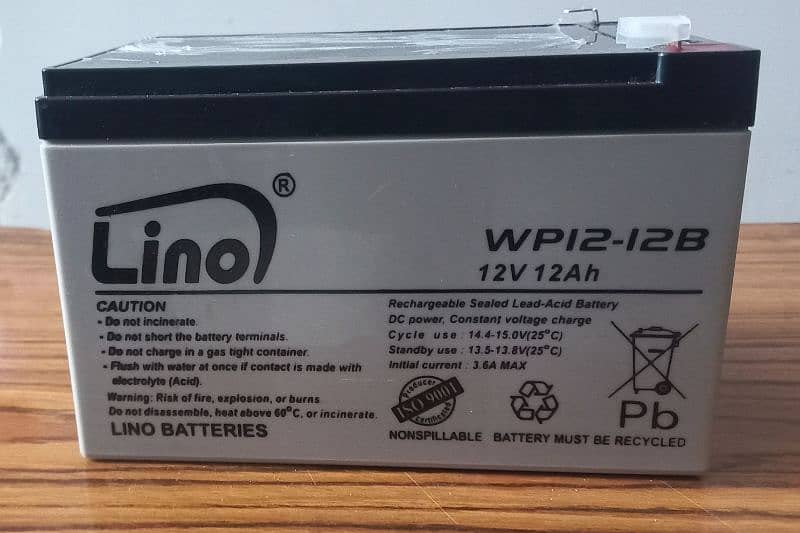 Lino®
WP12-12B
12V 12Ah
CAUTION
- Do not incinerate.
- Do not short the battery terminals.
- Do not charge in a gas tight container.
- Flush with water at once if contact is made with
electrolyte (Acid).
Warning: Risk of fire, explosion, or burns.
Do not disassemble, heat above 60°C, or incinerate.
LINO BATTERIES
Rechargeable Sealed Lead-Acid Battery
DC power, Constant voltage charge
Cycle use : 14.4-15.0V(25°C)
Standby use : 13.5-13.8V(25°C)
Initial current : 3.6A MAX
Producer
ISO 9001
Certificated
Pb
NONSPILLABLE BATTERY MUST BE RECYCLED